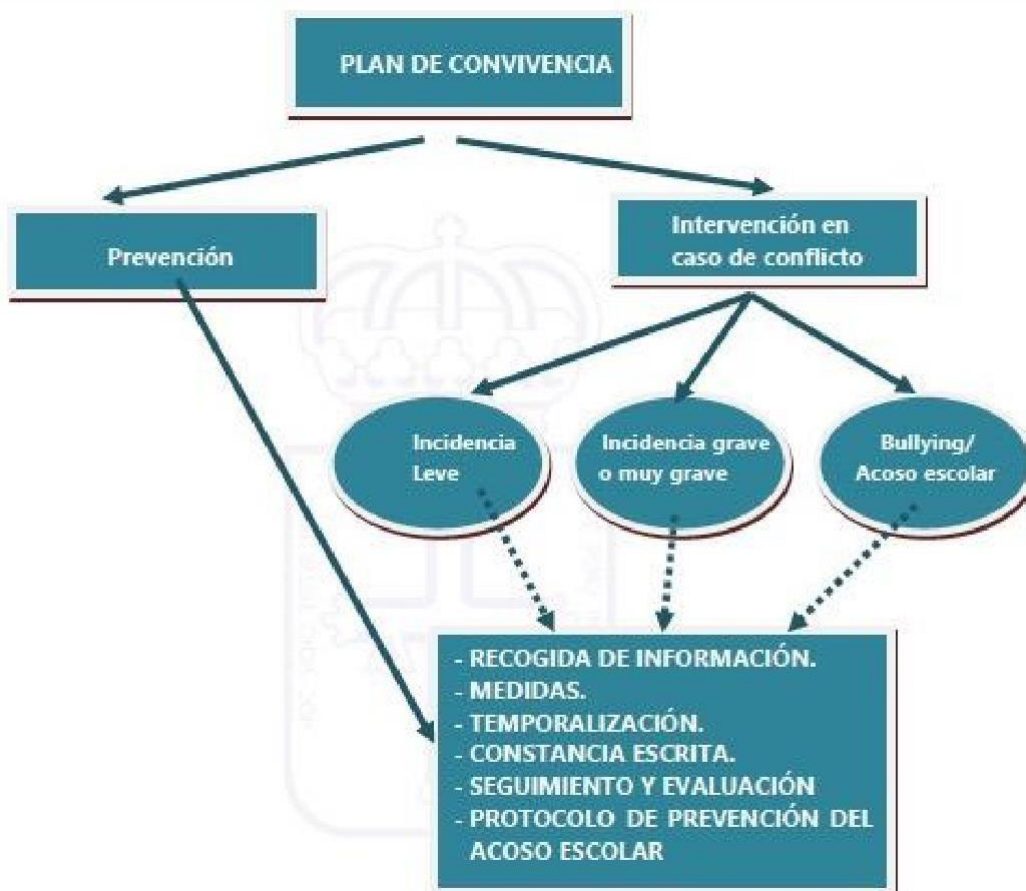 PLAN DE CONVIVENCIA
Prevención
Intervención en
caso de conflicto
Incidencia
Leve
Incidencia grave
o muy grave
Bullying/
Acoso escolar
- RECOGIDA DE INFORMACIÓN.
- MEDIDAS.
- TEMPORALIZACIÓN.
- CONSTANCIA ESCRITA.
- SEGUIMIENTO Y EVALUACIÓN
- PROTOCOLO DE PREVENCIÓN DEL
ACOSO ESCOLAR